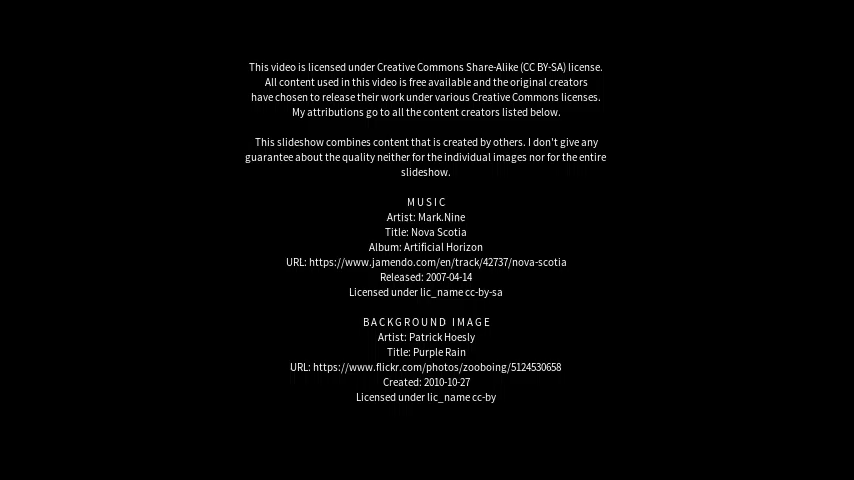 This video is licensed under Creative Commons Share-Alike (CC BY-SA) license.
All content used in this video is free available and the original creators
have chosen to release their work under various Creative Commons licenses.
My attributions go to all the content creators listed below.
This slideshow combines content that is created by others. I don't give any
guarantee about the quality neither for the individual images nor for the entire
slideshow.
MUSIC
Artist: Mark.Nine
Title: Nova Scotia
Album: Artificial Horizon
URL: https://www.jamendo.com/en/track/42737/nova-scotia
Released: 2007-04-14
Licensed under lic_name cc-by-sa
BACKGROUND IMAGE
Artist: Patrick Hoesly
Title: Purple Rain
URL: https://www.flickr.com/photos/zooboing/5124530658
Created: 2010-10-27
Licensed under lic_name cc-by